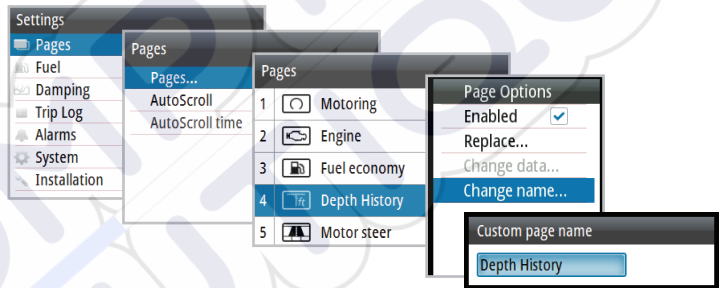 Settings
Pages
Fuel
Damping
Trip Log
Alarms
System
Installation
Pages
Pages...
AutoScroll
AutoScroll time
Pages
1 Motoring
2 Engine
3 Fuel economy
4 ft Depth History
5 Motor steer
Page Options
Enabled
Replace...
Change data...
Change name...
Custom page name
Depth History